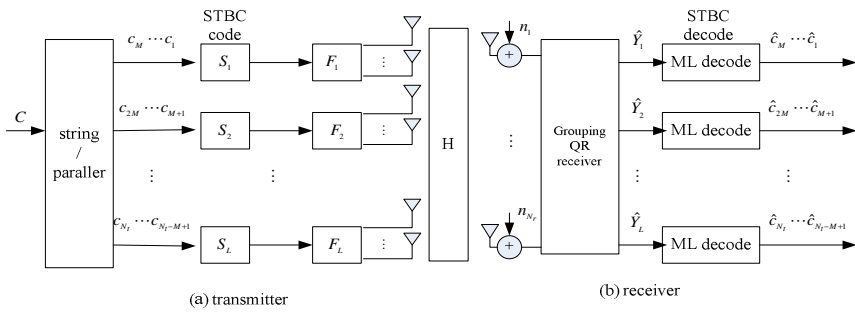 STBC
code
STBC
decode
c_M ⋯c_1
S_1
F_1
⋮
n_1
+
Ŷ_1
ML decode
ĉ_M ⋯ĉ_1
C
string
/
paraller
c_{2M} ⋯c_{M+1}
S_2
F_2
⋮
H
⋮
Grouping
QR
receiver
Ŷ_2
ML decode
ĉ_{2M} ⋯ĉ_{M+1}
⋮
⋮
⋮
⋮
c_{N_t} ⋯c_{N_t-M+1}
S_L
F_L
⋮
n_{N_r}
+
Ŷ_L
ML decode
ĉ_{N_t} ⋯ĉ_{N_t-M+1}
(a) transmitter
(b) receiver